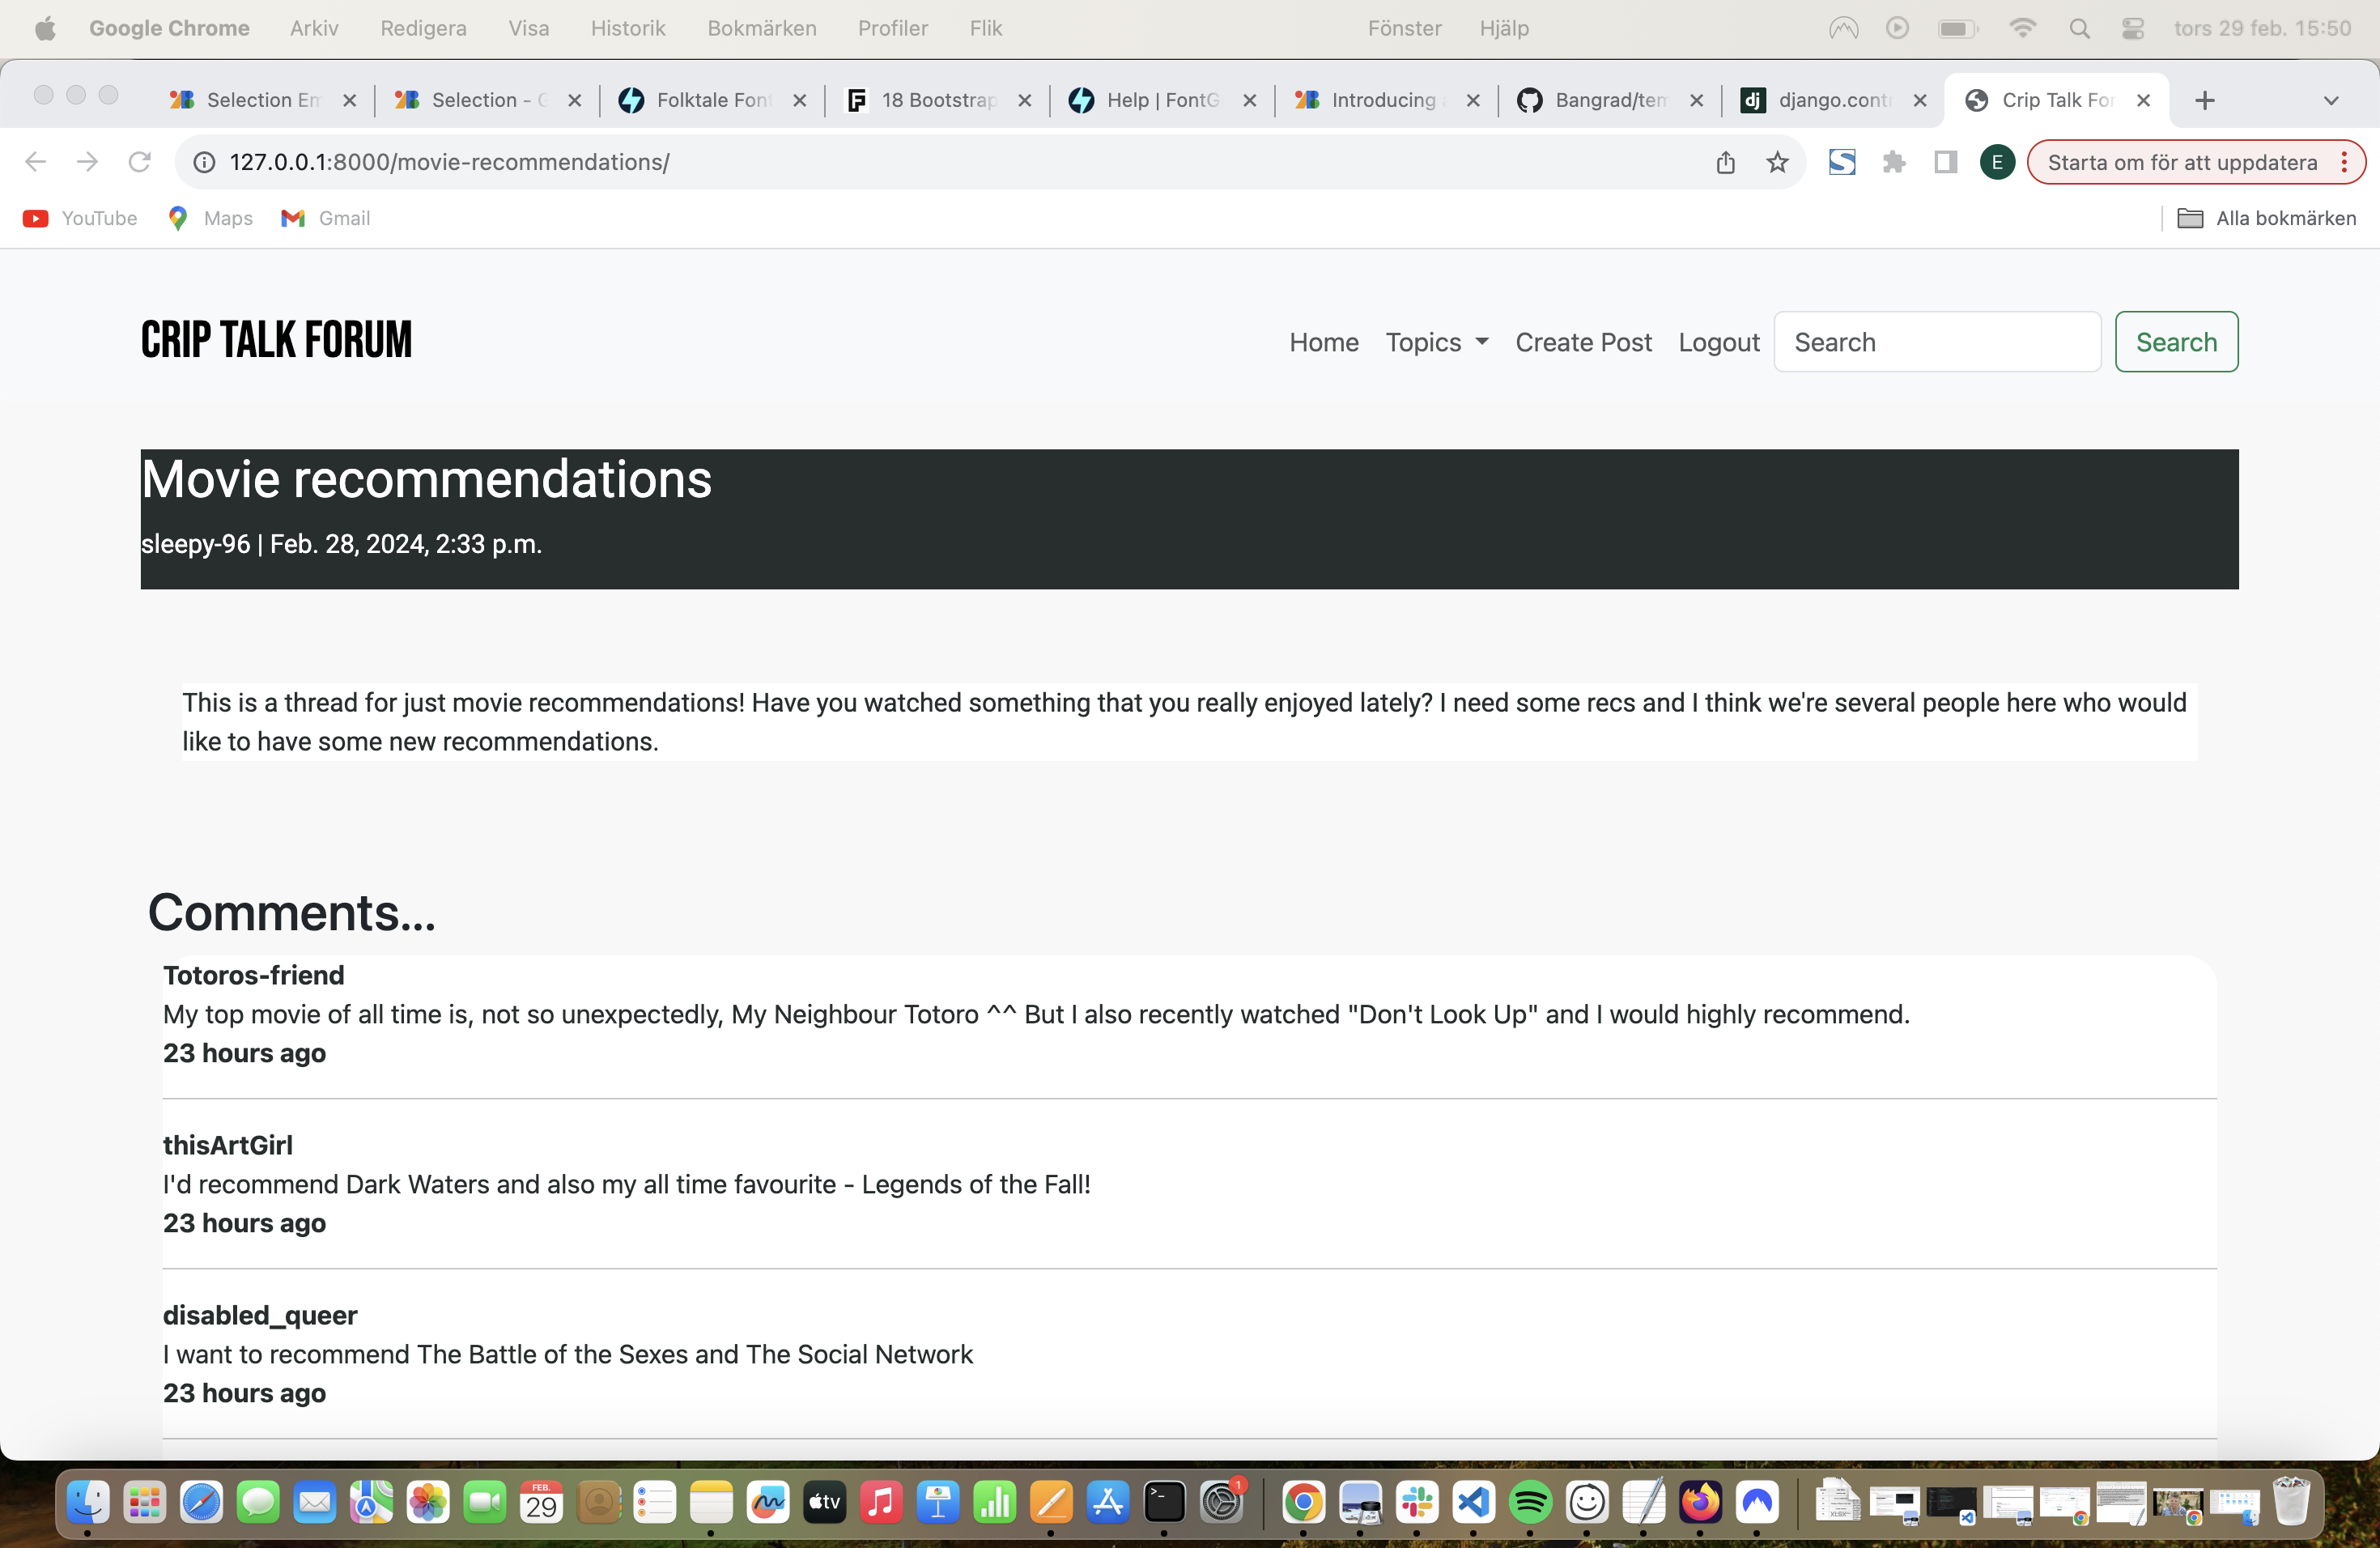 Google Chrome Arkiv Redigera Visa Historik Bokmärken Profiler Flik Fönster Hjälp tors 29 feb. 15:50
Selection Em Selection - G Folktale Font 18 Bootstrap Help | FontG Introducing Bangrad/tem django.contr Crip Talk For
127.0.0.1:8000/movie-recommendations/ E Starta om för att uppdatera
YouTube Maps Gmail Alla bokmärken
CRIP TALK FORUM Home Topics Create Post Logout Search Search
Movie recommendations
sleepy-96 | Feb. 28, 2024, 2:33 p.m.
This is a thread for just movie recommendations! Have you watched something that you really enjoyed lately? I need some recs and I think we're several people here who would
like to have some new recommendations.
Comments...
Totoros-friend
My top movie of all time is, not so unexpectedly, My Neighbour Totoro ^^ But I also recently watched "Don't Look Up" and I would highly recommend.
23 hours ago
thisArtGirl
I'd recommend Dark Waters and also my all time favourite - Legends of the Fall!
23 hours ago
disabled_queer
I want to recommend The Battle of the Sexes and The Social Network
23 hours ago
FEB.
29
tv
1
XLSX